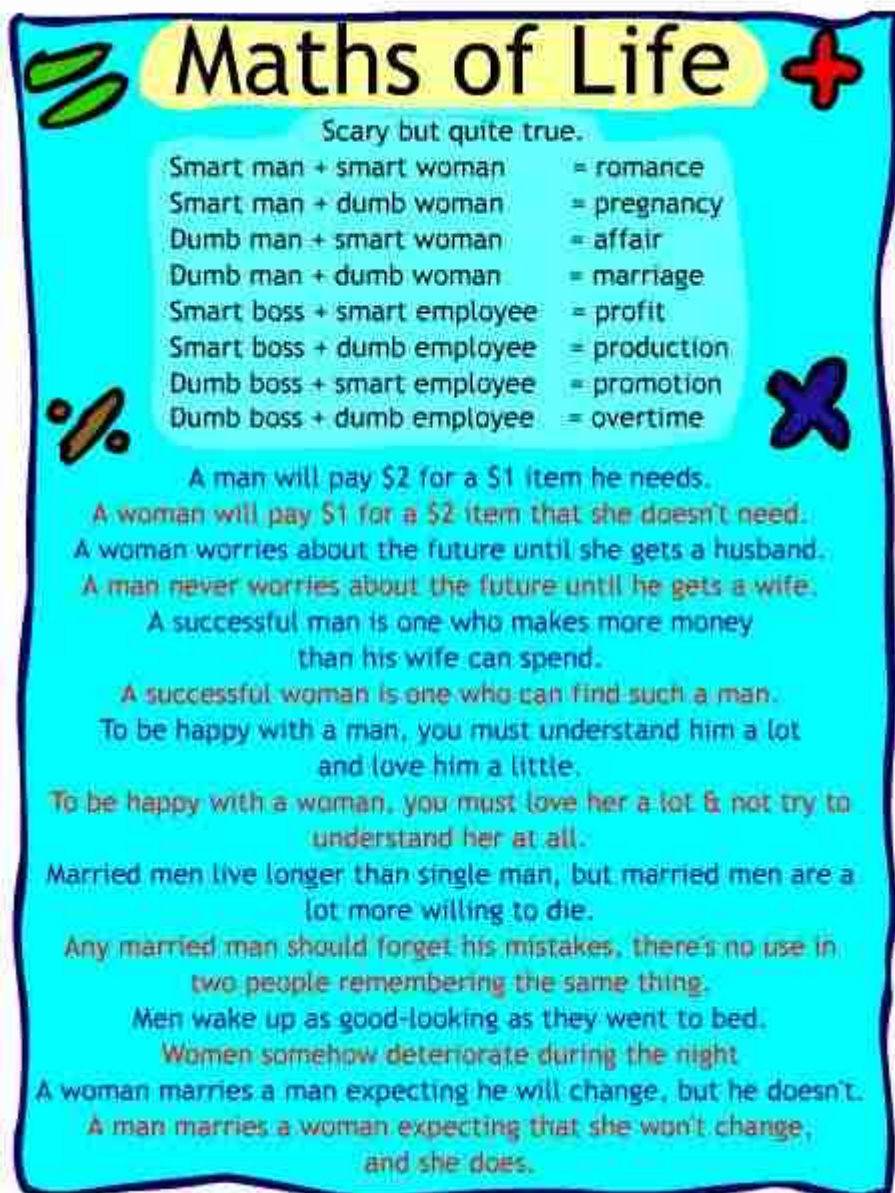 Maths of Life
Scary but quite true.
Smart man + smart woman = romance
Smart man + dumb woman = pregnancy
Dumb man + smart woman = affair
Dumb man + dumb woman = marriage
Smart boss + smart employee = profit
Smart boss + dumb employee = production
Dumb boss + smart employee = promotion
Dumb boss + dumb employee = overtime
A man will pay $2 for a $1 item he needs.
A woman will pay $1 for a $2 item that she doesn't need.
A woman worries about the future until she gets a husband.
A man never worries about the future until he gets a wife.
A successful man is one who makes more money
than his wife can spend.
A successful woman is one who can find such a man.
To be happy with a man, you must understand him a lot
and love him a little.
To be happy with a woman, you must love her a lot & not try to
understand her at all.
Married men live longer than single man, but married men are a
lot more willing to die.
Any married man should forget his mistakes, there's no use in
two people remembering the same thing.
Men wake up as good-looking as they went to bed.
Women somehow deteriorate during the night
A woman marries a man expecting he will change, but he doesn't.
A man marries a woman expecting that she won't change,
and she does.